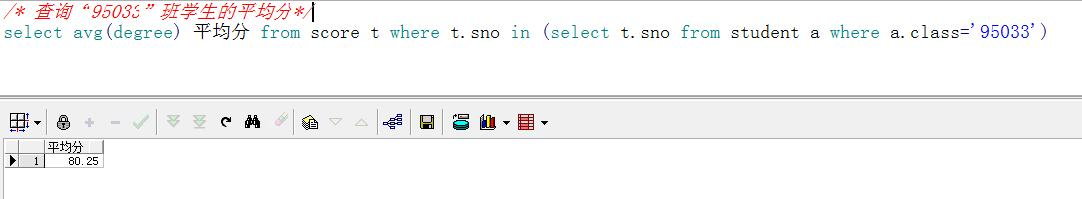 /* 查询“95033”班学生的平均分*/
select avg(degree) 平均分 from score t where t.sno in (select t.sno from student a where a.class='95033')
平均分
1 80.25